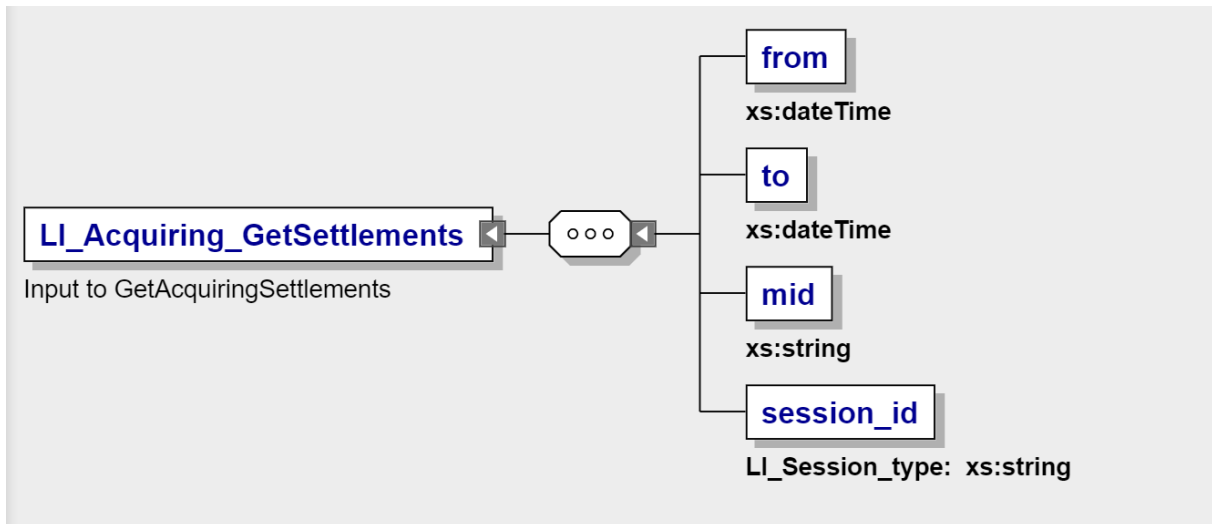 from
xs:dateTime
to
xs:dateTime
LI_Acquiring_GetSettlements
Input to GetAcquiringSettlements
mid
xs:string
session_id
LI_Session_type: xs:string